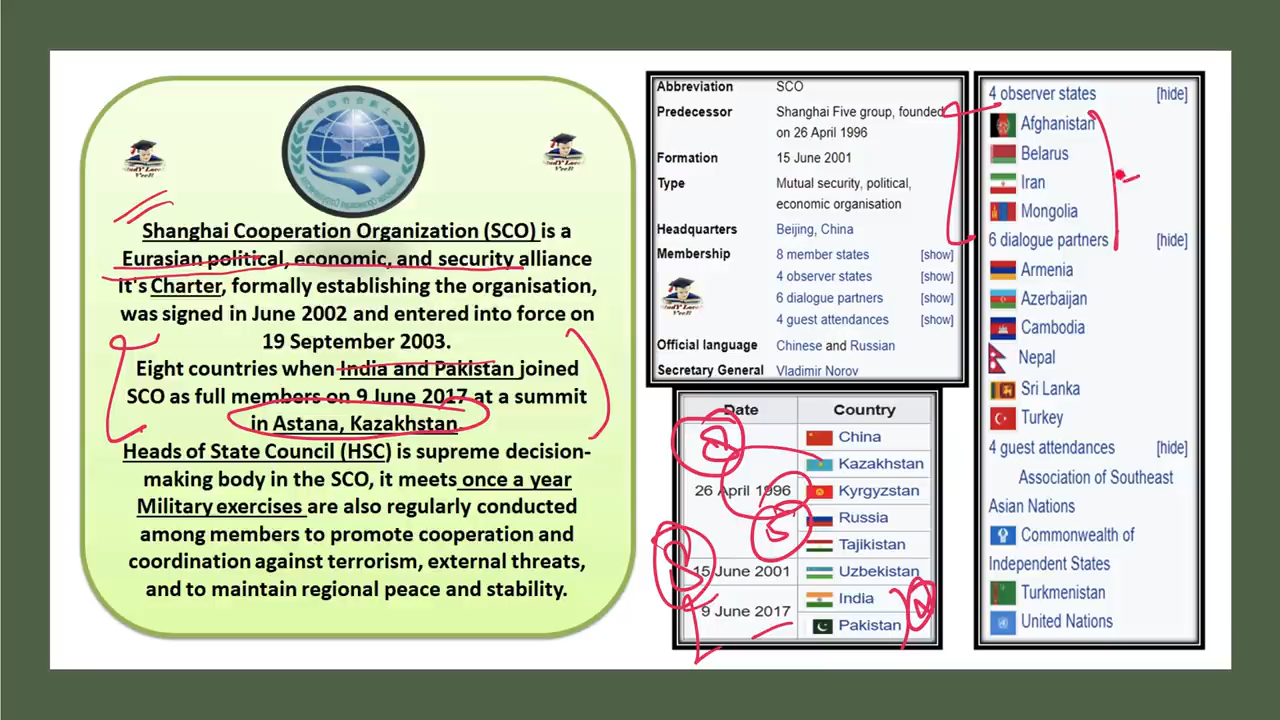 Shanghai Cooperation Organization (SCO) is a
Eurasian political, economic, and security alliance
It's Charter, formally establishing the organisation,
was signed in June 2002 and entered into force on
19 September 2003.
Eight countries when India and Pakistan joined
SCO as full members on 9 June 2017 at a summit
in Astana, Kazakhstan.
Heads of State Council (HSC) is supreme decision-
making body in the SCO, it meets once a year
Military exercises are also regularly conducted
among members to promote cooperation and
coordination against terrorism, external threats,
and to maintain regional peace and stability.
Abbreviation SCO
Predecessor Shanghai Five group, founded
on 26 April 1996
Formation 15 June 2001
Type Mutual security, political,
economic organisation
Headquarters Beijing, China
Membership 8 member states [show]
4 observer states [show]
6 dialogue partners [show]
4 guest attendances [show]
Official language Chinese and Russian
Secretary General Vladimir Norov
Date Country
China
Kazakhstan
26 April 1996 Kyrgyzstan
Russia
Tajikistan
15 June 2001 Uzbekistan
India
9 June 2017
Pakistan
4 observer states [hide]
Afghanistan
Belarus
Iran
Mongolia
6 dialogue partners [hide]
Armenia
Azerbaijan
Cambodia
Nepal
Sri Lanka
Turkey
4 guest attendances [hide]
Association of Southeast
Asian Nations
Commonwealth of
Independent States
Turkmenistan
United Nations